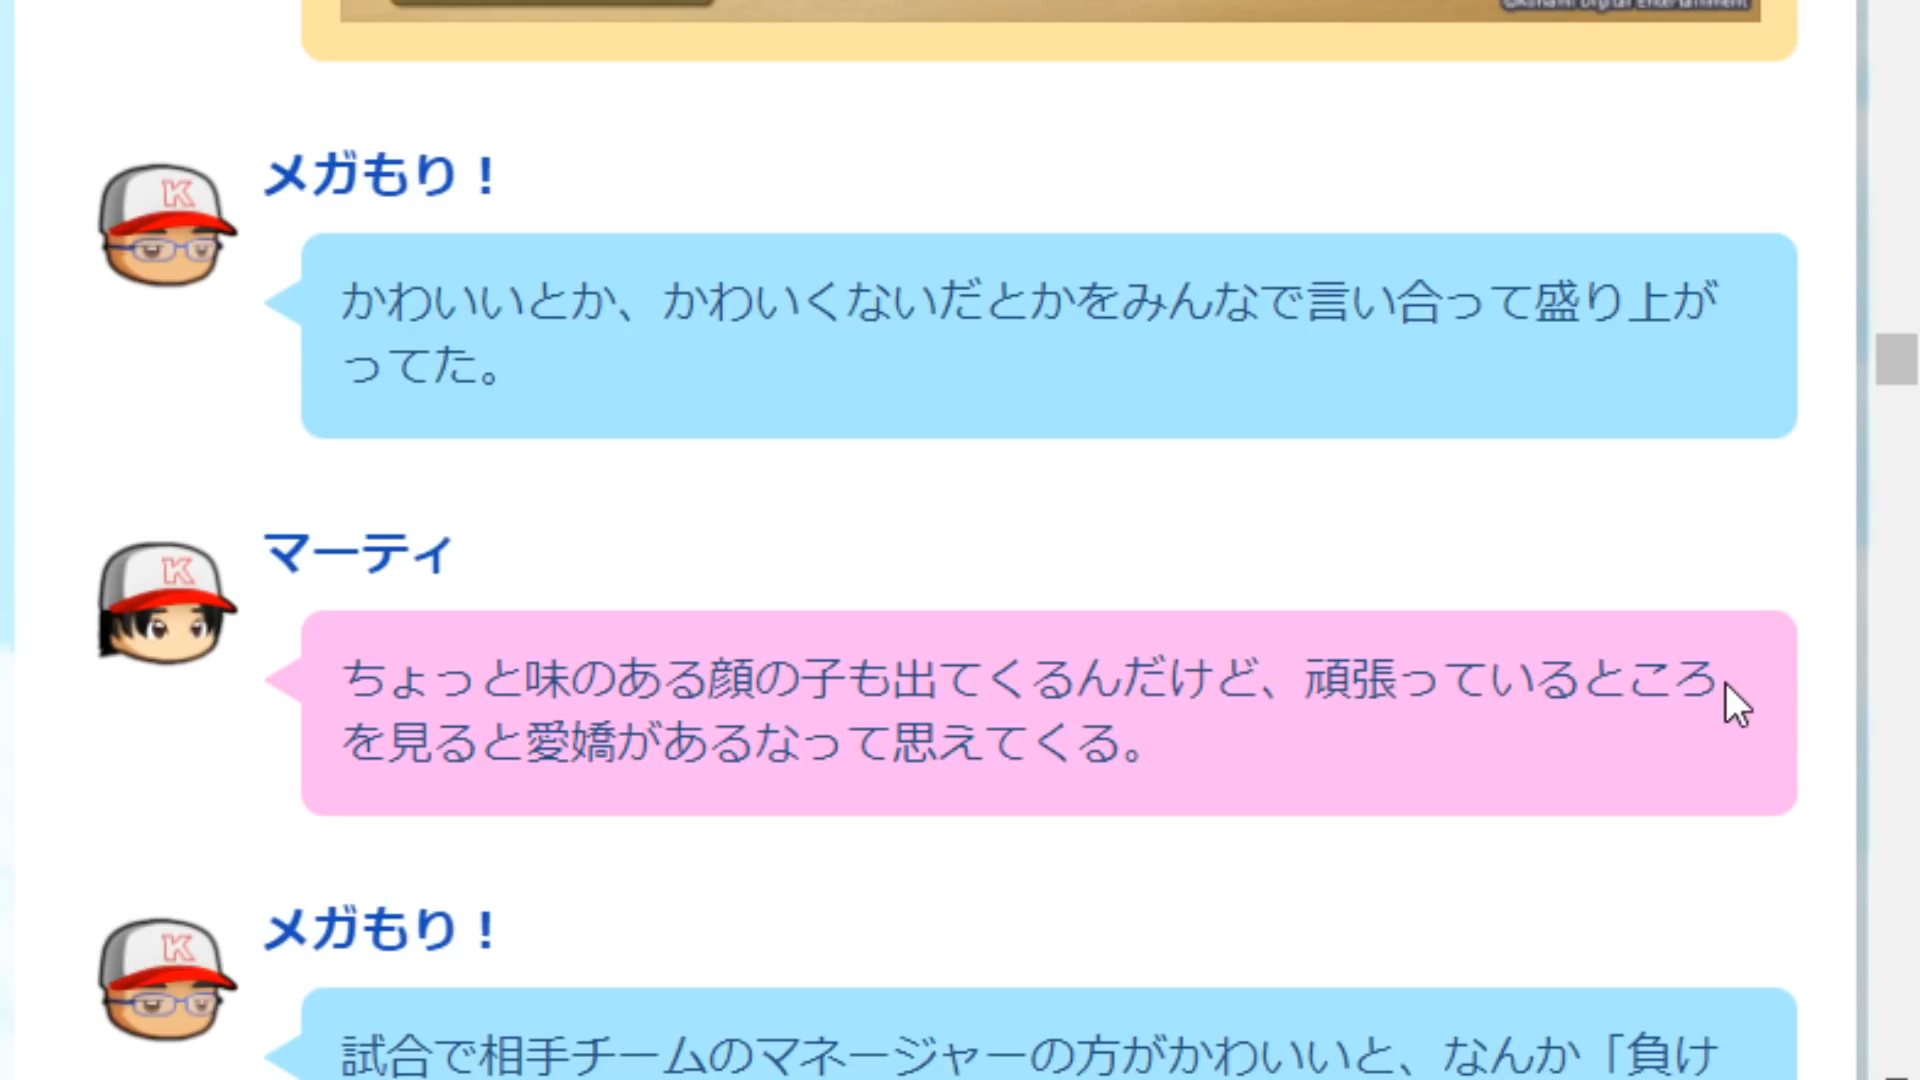 ©Konami Digital Entertainment
メガもり！
かわいいとか、かわいくないだとかをみんなで言い合って盛り上が
ってた。
マーティ
ちょっと味のある顔の子も出てくるんだけど、頑張っているところ
を見ると愛嬌があるなって思えてくる。
メガもり！
試合で相手チームのマネージャーの方がかわいいと、なんか「負け
K
K
K